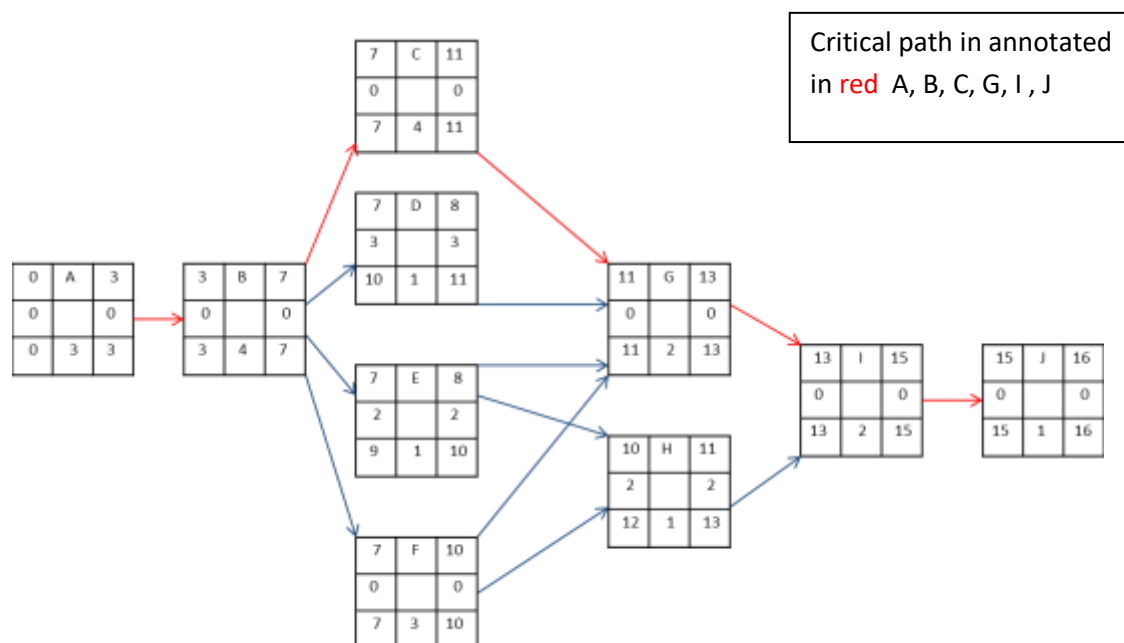 Critical path in annotated
in red A, B, C, G, I , J
7 C 11
0 0
7 4 11
7 D 8
3 3
10 1 11
0 A 3
0 0
0 3 3
3 B 7
0 0
3 4 7
11 G 13
0 0
11 2 13
7 E 8
2 2
9 1 10
13 I 15
0 0
13 2 15
15 J 16
0 0
15 1 16
10 H 11
2 2
12 1 13
7 F 10
0 0
7 3 10